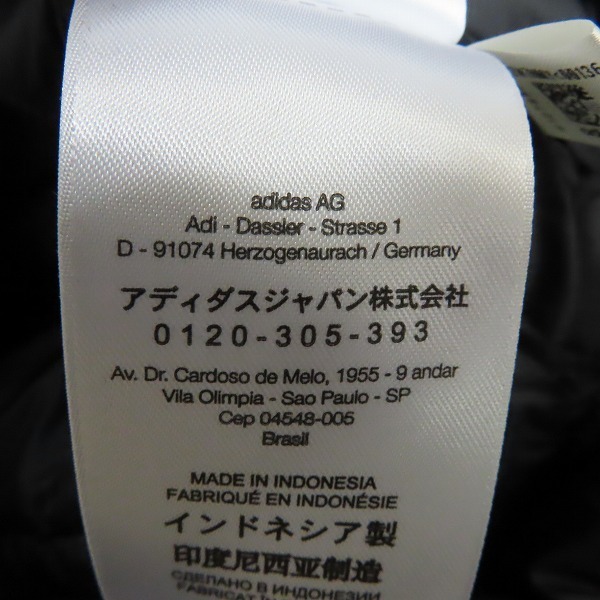 adidas AG
Adi - Dassler - Strasse 1
D - 91074 Herzogenaurach / Germany
アディダスジャパン株式会社
0120-305-393
Av. Dr. Cardoso de Melo, 1955 - 9 andar
Vila Olimpia - Sao Paulo - SP
Cep 04548-005
Brasil
MADE IN INDONESIA
FABRIQUÉ EN INDONÉSIE
インドネシア製
印度尼西亚制造
СДЕЛАНО В ИНДОНЕЗИИ
FABRICAT